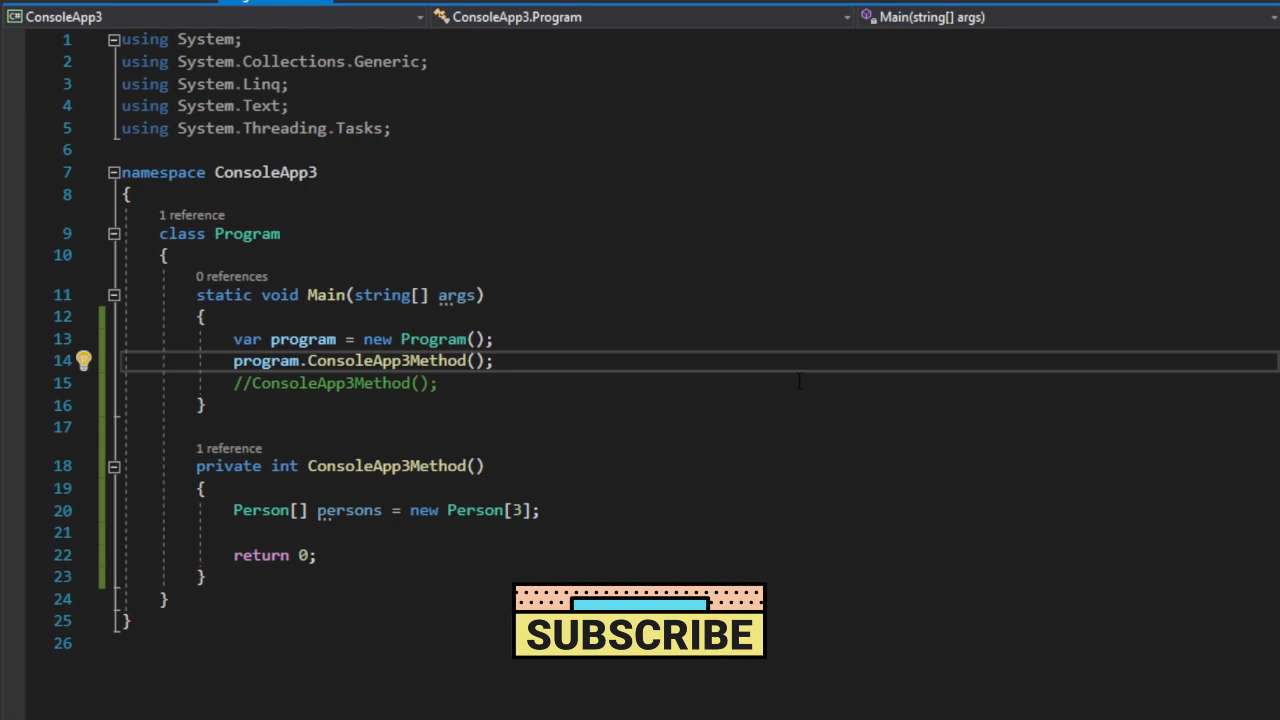 ConsoleApp3 ConsoleApp3.Program Main(string[] args)
1 using System;
2 using System.Collections.Generic;
3 using System.Linq;
4 using System.Text;
5 using System.Threading.Tasks;
6
7 namespace ConsoleApp3
8 {
1 reference
9 class Program
10 {
0 references
11 static void Main(string[] args)
12 {
13 var program = new Program();
14 program.ConsoleApp3Method();
15 //ConsoleApp3Method();
16 }
17
1 reference
18 private int ConsoleApp3Method()
19 {
20 Person[] persons = new Person[3];
21
22 return 0;
23 }
24 }
25 }
26
SUBSCRIBE